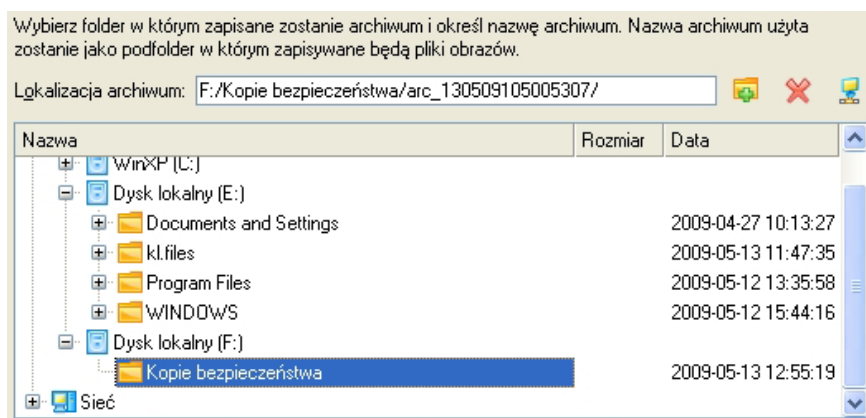 Wybierz folder w którym zapisane zostanie archiwum i określ nazwę archiwum. Nazwa archiwum użyta
zostanie jako podfolder w którym zapisywane będą pliki obrazów.
Lokalizacja archiwum: F:/Kopie bezpieczeństwa/arc_130509105005307/
Nazwa Rozmiar Data
WinXP (C:)
Dysk lokalny (E:)
Documents and Settings 2009-04-27 10:13:27
kl.files 2009-05-13 11:47:35
Program Files 2009-05-12 13:35:58
WINDOWS 2009-05-12 15:44:16
Dysk lokalny (F:)
Kopie bezpieczeństwa 2009-05-13 12:55:19
Sieć